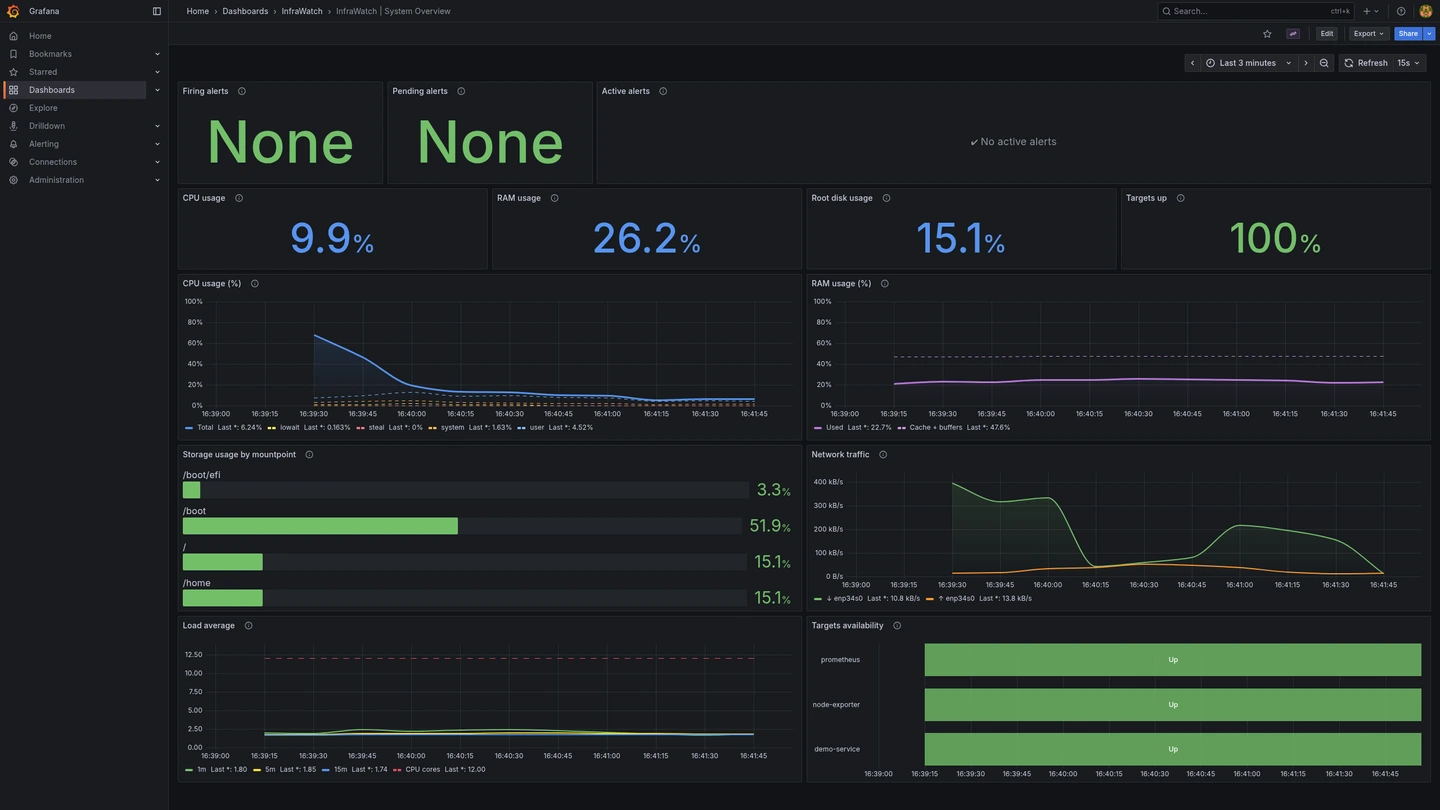 Grafana
Home
Dashboards
InfraWatch
InfraWatch | System Overview
Search...
ctrl+k
Home
Bookmarks
Starred
Dashboards
Explore
Drilldown
Alerting
Connections
Administration
Edit
Export
Share
Last 3 minutes
Refresh
15s
Firing alerts
None
Pending alerts
None
Active alerts
✔ No active alerts
CPU usage
9.9%
RAM usage
26.2%
Root disk usage
15.1%
Targets up
100%
CPU usage (%)
100%
80%
60%
40%
20%
0%
16:39:00 16:39:15 16:39:30 16:39:45 16:40:00 16:40:15 16:40:30 16:40:45 16:41:00 16:41:15 16:41:30 16:41:45
Total Last *: 6.24% Iowait Last *: 0.163% steal Last *: 0% system Last *: 1.63% user Last *: 4.52%
RAM usage (%)
100%
80%
60%
40%
20%
0%
16:39:00 16:39:15 16:39:30 16:39:45 16:40:00 16:40:15 16:40:30 16:40:45 16:41:00 16:41:15 16:41:30 16:41:45
Used Last *: 22.7% Cache + buffers Last *: 47.6%
Storage usage by mountpoint
/boot/efi
3.3%
/boot
51.9%
/
15.1%
/home
15.1%
Network traffic
400 kB/s
300 kB/s
200 kB/s
100 kB/s
0 B/s
16:39:00 16:39:15 16:39:30 16:39:45 16:40:00 16:40:15 16:40:30 16:40:45 16:41:00 16:41:15 16:41:30 16:41:45
↓ enp34s0 Last *: 10.8 kB/s ↑ enp34s0 Last *: 13.8 kB/s
Load average
12.50
10.00
7.50
5.00
2.50
0.00
16:39:00 16:39:15 16:39:30 16:39:45 16:40:00 16:40:15 16:40:30 16:40:45 16:41:00 16:41:15 16:41:30 16:41:45
1m Last *: 1.80 5m Last *: 1.85 15m Last *: 1.74 CPU cores Last *: 12.00
Targets availability
prometheus
Up
node-exporter
Up
demo-service
Up
16:39:00 16:39:15 16:39:30 16:39:45 16:40:00 16:40:15 16:40:30 16:40:45 16:41:00 16:41:15 16:41:30 16:41:45